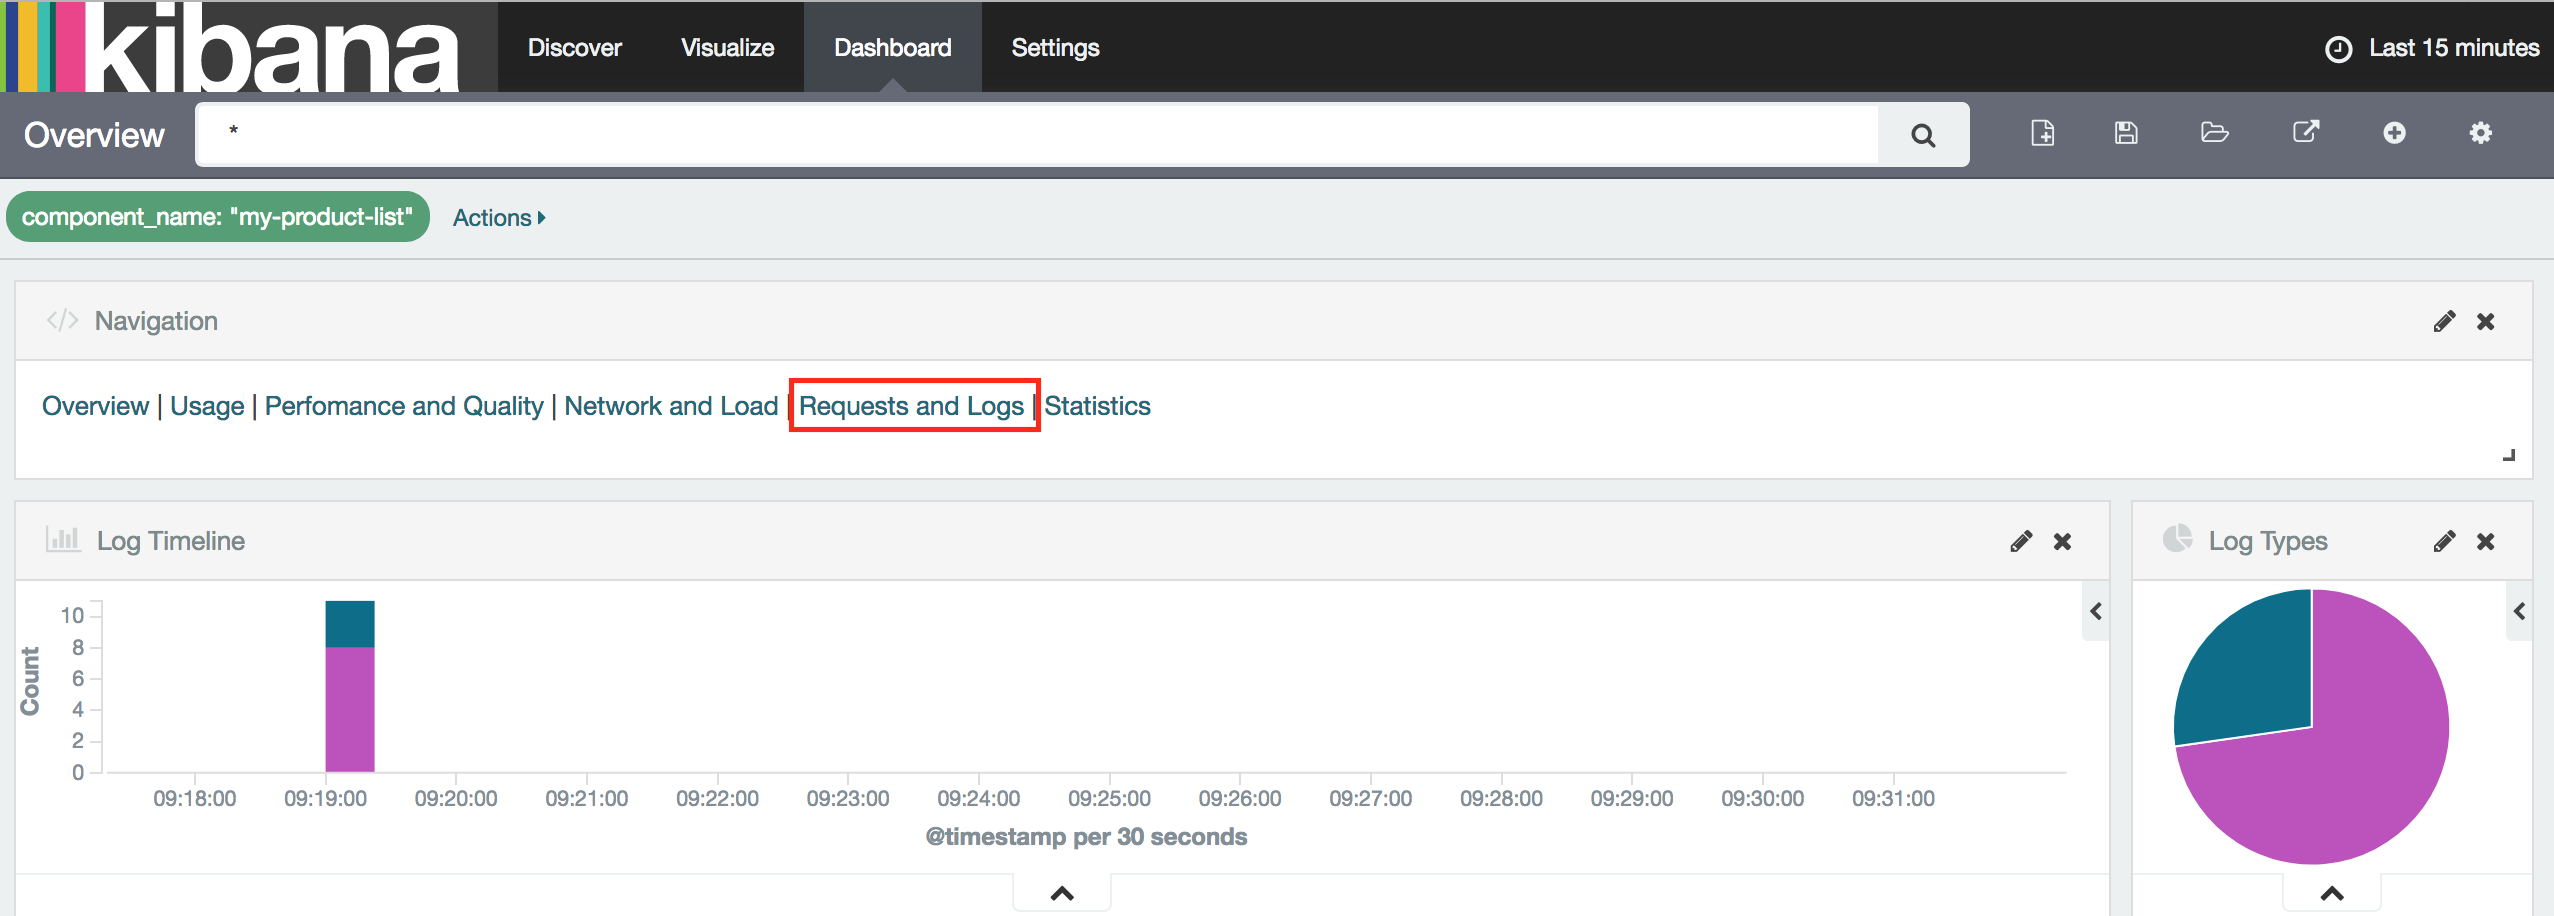 kibana Discover Visualize Dashboard Settings Last 15 minutes
Overview *
component_name: "my-product-list" Actions
</> Navigation
Overview | Usage | Perfomance and Quality | Network and Load | Requests and Logs | Statistics
Log Timeline
Log Types
Count
10
8
6
4
2
0
09:18:00 09:19:00 09:20:00 09:21:00 09:22:00 09:23:00 09:24:00 09:25:00 09:26:00 09:27:00 09:28:00 09:29:00 09:30:00 09:31:00
@timestamp per 30 seconds